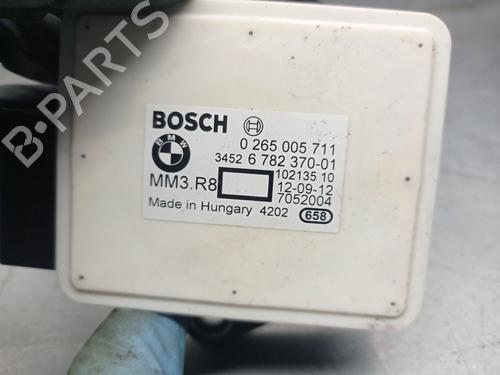 BOSCH
0 265 005 711
BMW
3452 6 782 370-01
102135 10
MM3.R8
12-09-12
7052004
Made in Hungary 4202
658
B-PARTS